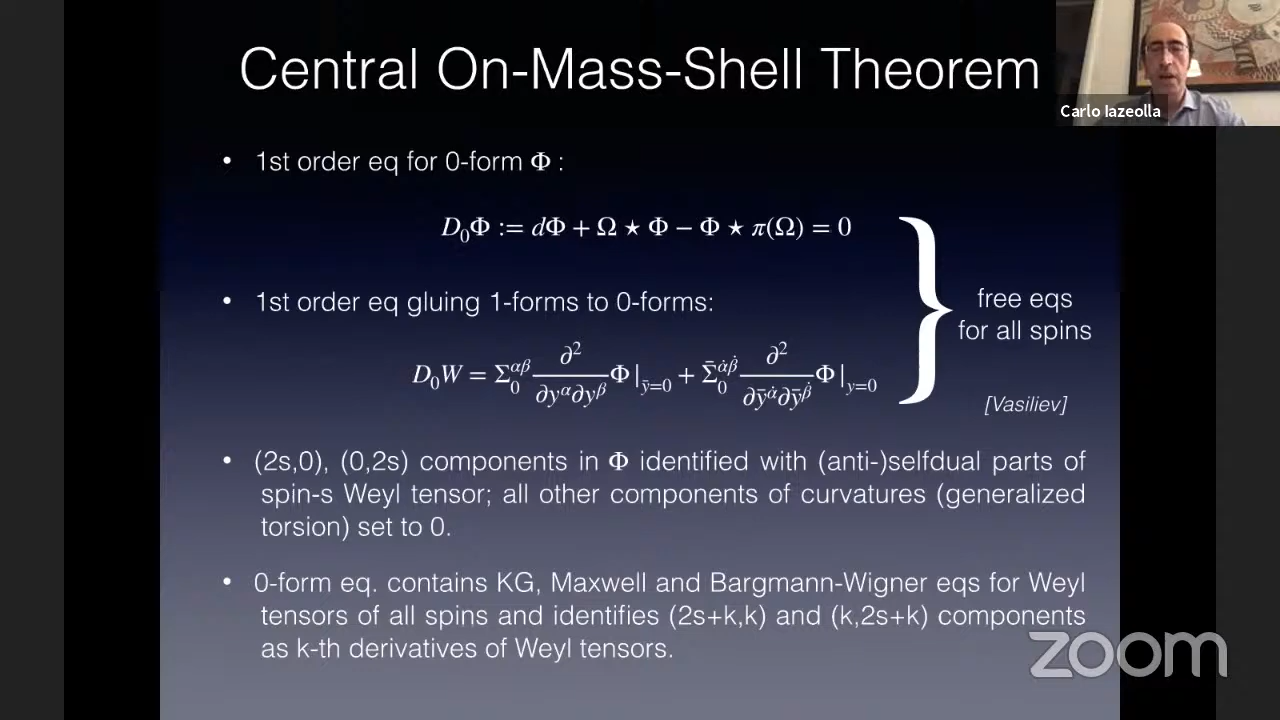 Central On-Mass-Shell Theorem
Carlo Iazeolla
• 1st order eq for 0-form Φ :
D₀Φ := dΦ + Ω ⋆ Φ − Φ ⋆ π(Ω) = 0
• 1st order eq gluing 1-forms to 0-forms:
D₀W = Σ₀^{αβ} ∂²/∂y^α∂y^β Φ|_{ȳ=0} + Σ̄₀^{α̇β̇} ∂²/∂ȳ^{α̇}∂ȳ^{β̇} Φ|_{y=0}
free eqs
for all spins
[Vasiliev]
• (2s,0), (0,2s) components in Φ identified with (anti-)selfdual parts of
spin-s Weyl tensor; all other components of curvatures (generalized
torsion) set to 0.
• 0-form eq. contains KG, Maxwell and Bargmann-Wigner eqs for Weyl
tensors of all spins and identifies (2s+k,k) and (k,2s+k) components
as k-th derivatives of Weyl tensors.
zoom